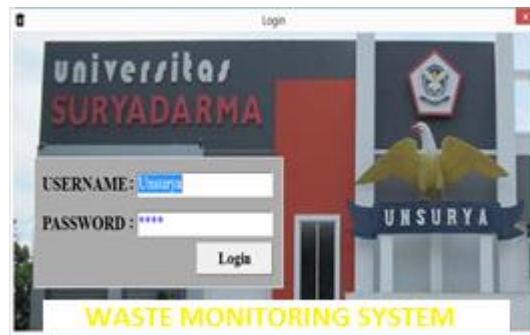 Login
universitas
SURYADARMA
USERNAME: Unsurya
PASSWORD: ****
Login
UNSURYA
WASTE MONITORING SYSTEM